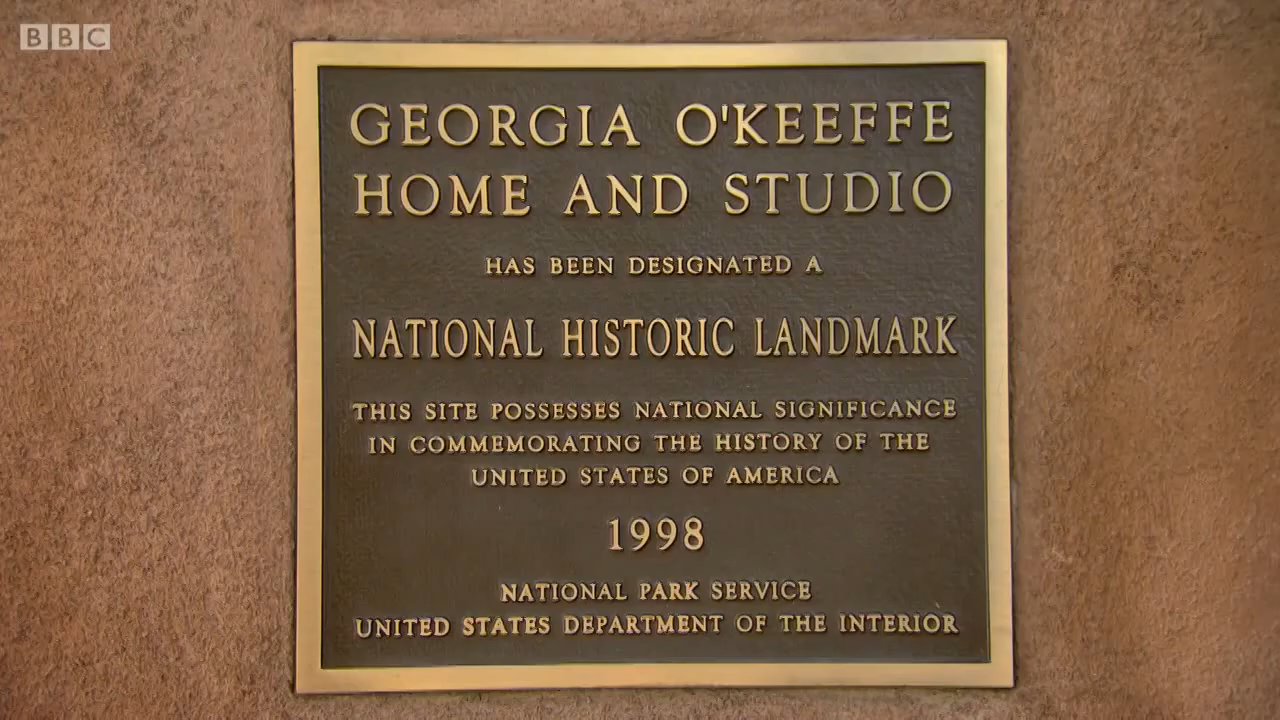 BBC
GEORGIA O'KEEFFE
HOME AND STUDIO
HAS BEEN DESIGNATED A
NATIONAL HISTORIC LANDMARK
THIS SITE POSSESSES NATIONAL SIGNIFICANCE
IN COMMEMORATING THE HISTORY OF THE
UNITED STATES OF AMERICA
1998
NATIONAL PARK SERVICE
UNITED STATES DEPARTMENT OF THE INTERIOR